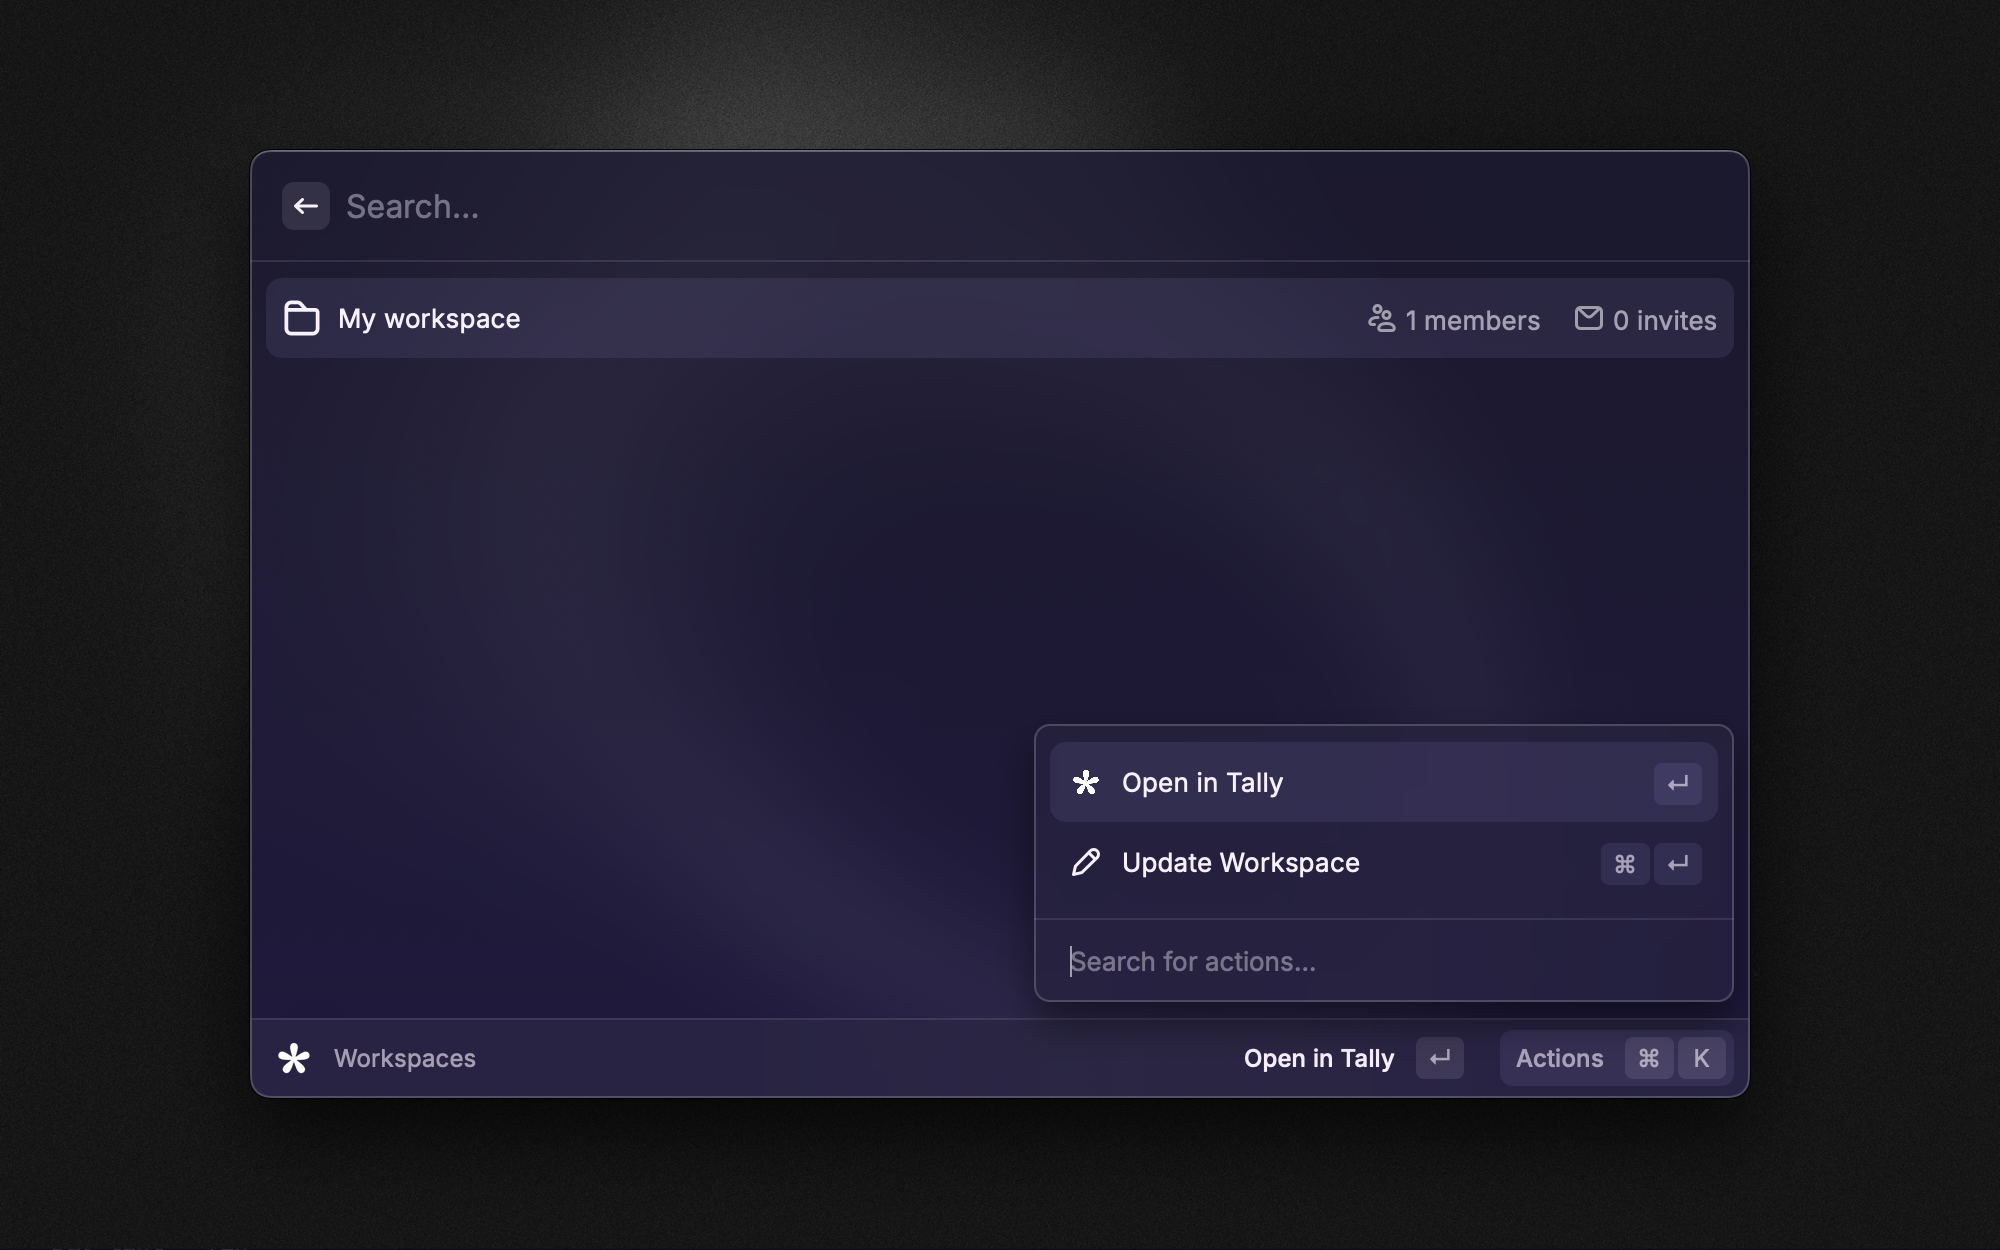 Search...
My workspace
1 members
0 invites
Open in Tally
Update Workspace
⌘
Search for actions...
Workspaces
Open in Tally
Actions ⌘ K